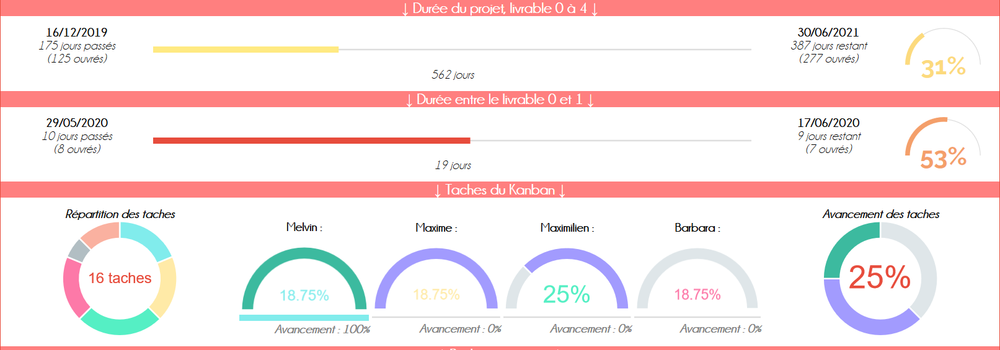 ↓ Durée du projet, livrable 0 à 4 ↓
16/12/2019
175 jours passés
(125 ouvrés)
562 jours
30/06/2021
387 jours restant
(277 ouvrés)
31%
↓ Durée entre le livrable 0 et 1 ↓
29/05/2020
10 jours passés
(8 ouvrés)
19 jours
17/06/2020
9 jours restant
(7 ouvrés)
53%
↓ Taches du Kanban ↓
Répartition des taches
16 taches
Melvin :
18.75%
Avancement : 100%
Maxime :
18.75%
Avancement : 0%
Maximilien :
25%
Avancement : 0%
Barbara :
18.75%
Avancement : 0%
Avancement des taches
25%